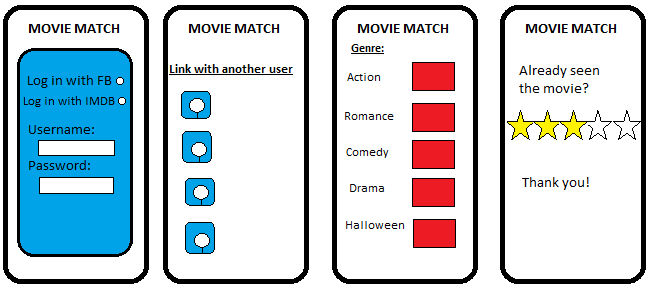 MOVIE MATCH
Log in with FB
Log in with IMDB
Username:
Password:
MOVIE MATCH
Link with another user
MOVIE MATCH
Genre:
Action
Romance
Comedy
Drama
Halloween
MOVIE MATCH
Already seen
the movie?
Thank you!